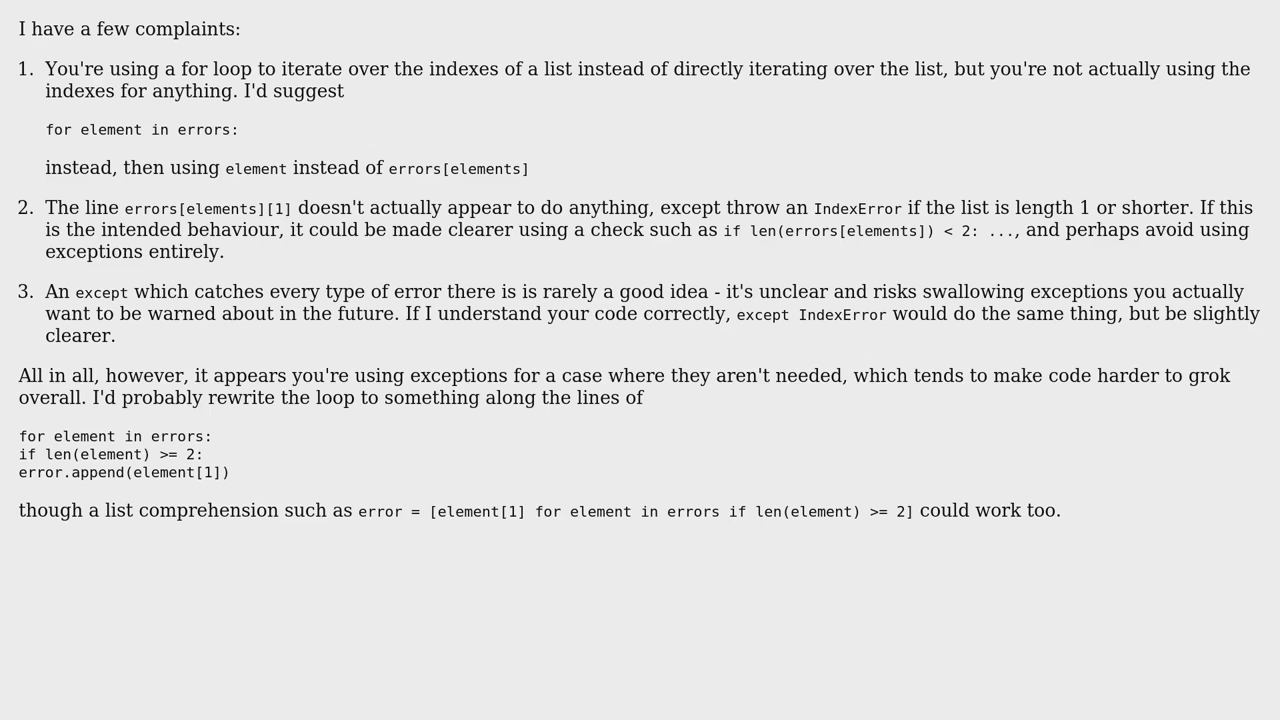 I have a few complaints:
1. You're using a for loop to iterate over the indexes of a list instead of directly iterating over the list, but you're not actually using the
indexes for anything. I'd suggest
for element in errors:
instead, then using element instead of errors[elements]
2. The line errors[elements][1] doesn't actually appear to do anything, except throw an IndexError if the list is length 1 or shorter. If this
is the intended behaviour, it could be made clearer using a check such as if len(errors[elements]) < 2: ..., and perhaps avoid using
exceptions entirely.
3. An except which catches every type of error there is is rarely a good idea - it's unclear and risks swallowing exceptions you actually
want to be warned about in the future. If I understand your code correctly, except IndexError would do the same thing, but be slightly
clearer.
All in all, however, it appears you're using exceptions for a case where they aren't needed, which tends to make code harder to grok
overall. I'd probably rewrite the loop to something along the lines of
for element in errors:
if len(element) >= 2:
error.append(element[1])
though a list comprehension such as error = [element[1] for element in errors if len(element) >= 2] could work too.